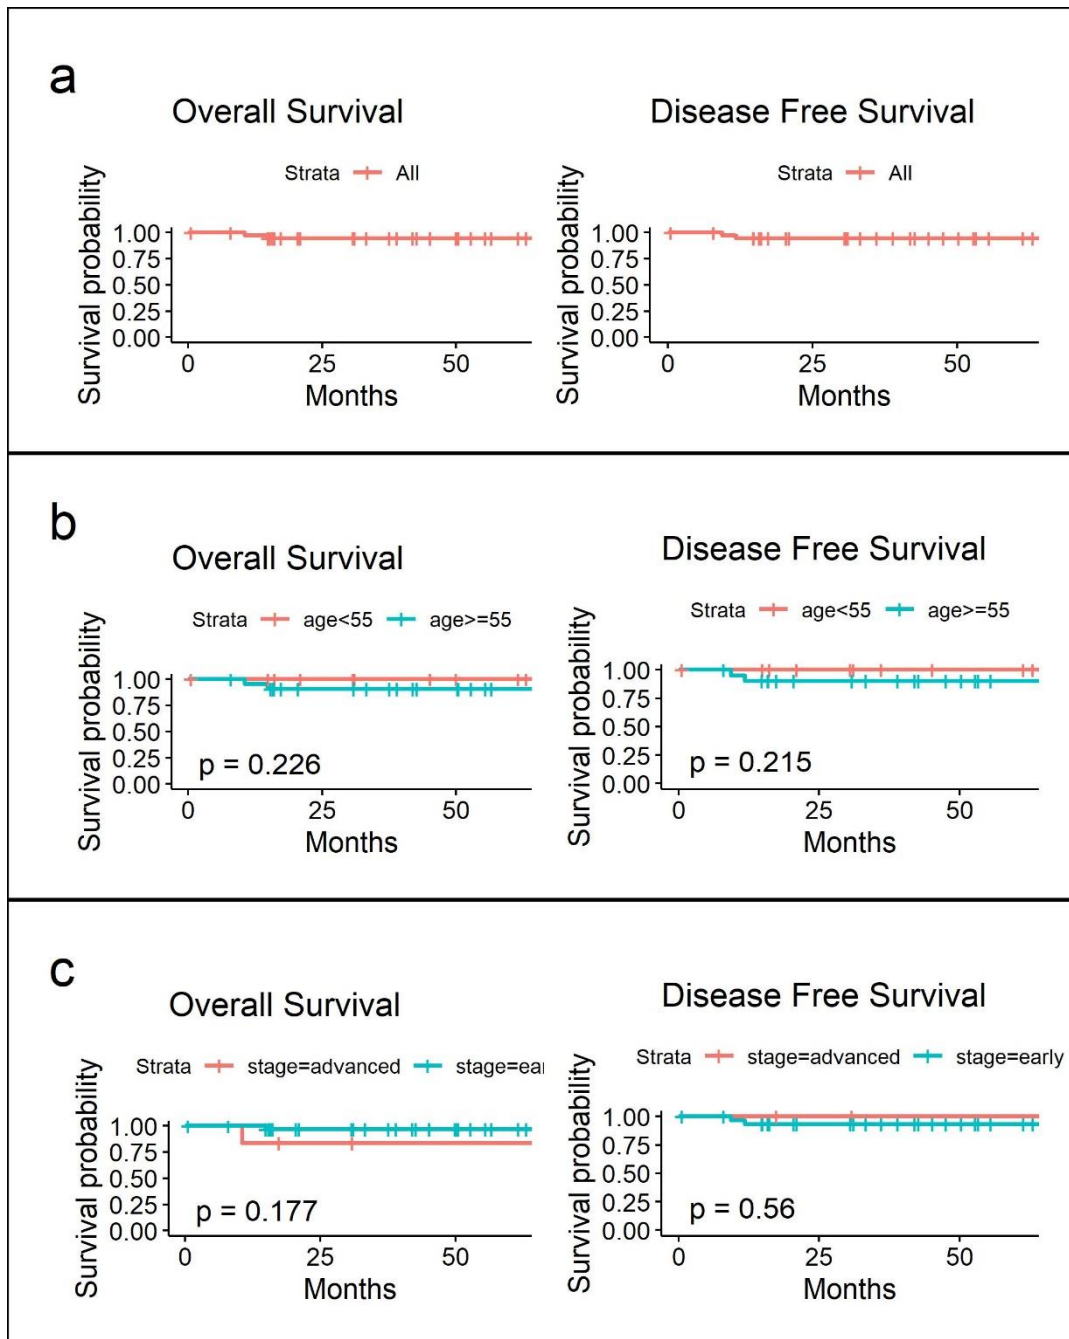 a
Overall Survival
Strata All
Survival probability
1.00
0.75
0.50
0.25
0.00
0 25 50
Months
Disease Free Survival
Strata All
Survival probability
1.00
0.75
0.50
0.25
0.00
0 25 50
Months
b
Overall Survival
Strata age<55 age>=55
Survival probability
1.00
0.75
0.50
0.25
0.00
p = 0.226
0 25 50
Months
Disease Free Survival
Strata age<55 age>=55
Survival probability
1.00
0.75
0.50
0.25
0.00
p = 0.215
0 25 50
Months
c
Overall Survival
Strata stage=advanced stage=ear
Survival probability
1.00
0.75
0.50
0.25
0.00
p = 0.177
0 25 50
Months
Disease Free Survival
Strata stage=advanced stage=early
Survival probability
1.00
0.75
0.50
0.25
0.00
p = 0.56
0 25 50
Months